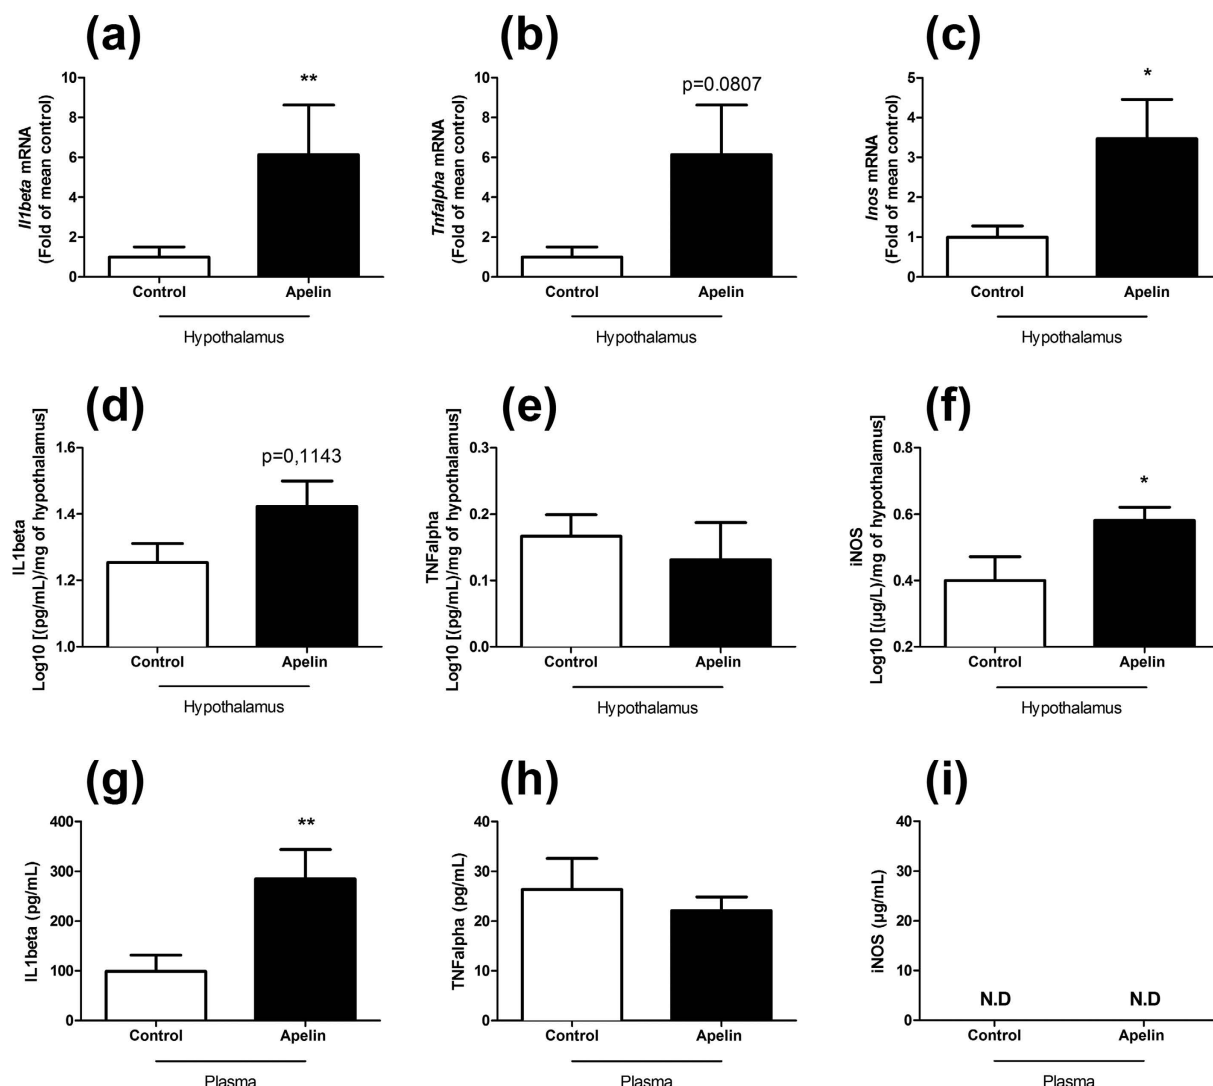 (a)
Il1beta mRNA
(Fold of mean control)
10
8
6
4
2
0
**
Control
Apelin
Hypothalamus
(b)
Tnfalpha mRNA
(Fold of mean control)
10
8
6
4
2
0
p=0.0807
Control
Apelin
Hypothalamus
(c)
Inos mRNA
(Fold of mean control)
5
4
3
2
1
0
*
Control
Apelin
Hypothalamus
(d)
IL1beta
Log10 [(pg/mL)/mg of hypothalamus]
1.6
1.4
1.2
1.0
p=0,1143
Control
Apelin
Hypothalamus
(e)
TNFalpha
Log10 [(pg/mL)/mg of hypothalamus]
0.3
0.2
0.1
0.0
Control
Apelin
Hypothalamus
(f)
iNOS
Log10 [(µg/L)/mg of hypothalamus]
0.8
0.6
0.4
0.2
*
Control
Apelin
Hypothalamus
(g)
IL1beta (pg/mL)
400
300
200
100
0
**
Control
Apelin
Plasma
(h)
TNFalpha (pg/mL)
40
30
20
10
0
Control
Apelin
Plasma
(i)
iNOS (µg/mL)
40
30
20
10
0
N.D
N.D
Control
Apelin
Plasma